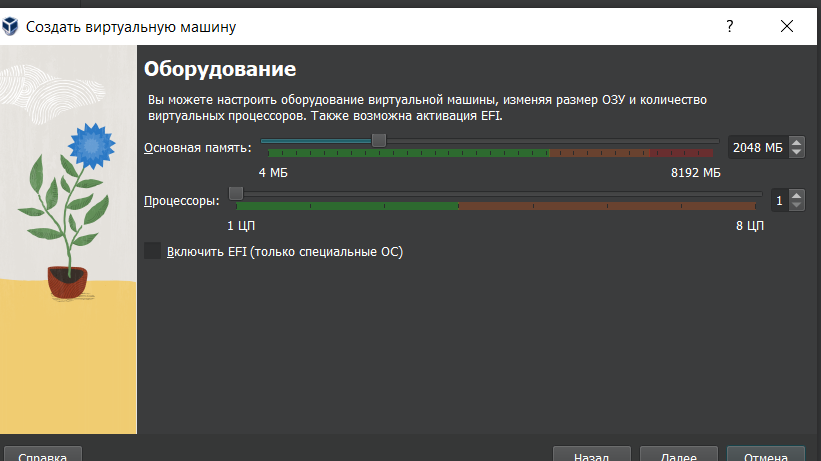 Создать виртуальную машину
?
Оборудование
Вы можете настроить оборудование виртуальной машины, изменяя размер ОЗУ и количество
виртуальных процессоров. Также возможна активация EFI.
Основная память:
2048 МБ
4 МБ
8192 МБ
Процессоры:
1
1 ЦП
8 ЦП
Включить EFI (только специальные ОС)
Справка
Назад
Далее
Отмена